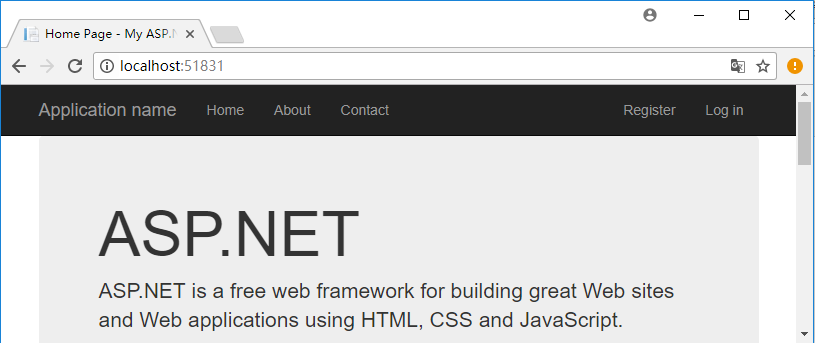 Home Page - My ASP.N
localhost:51831
Application name Home About Contact Register Log in
ASP.NET
ASP.NET is a free web framework for building great Web sites
and Web applications using HTML, CSS and JavaScript.